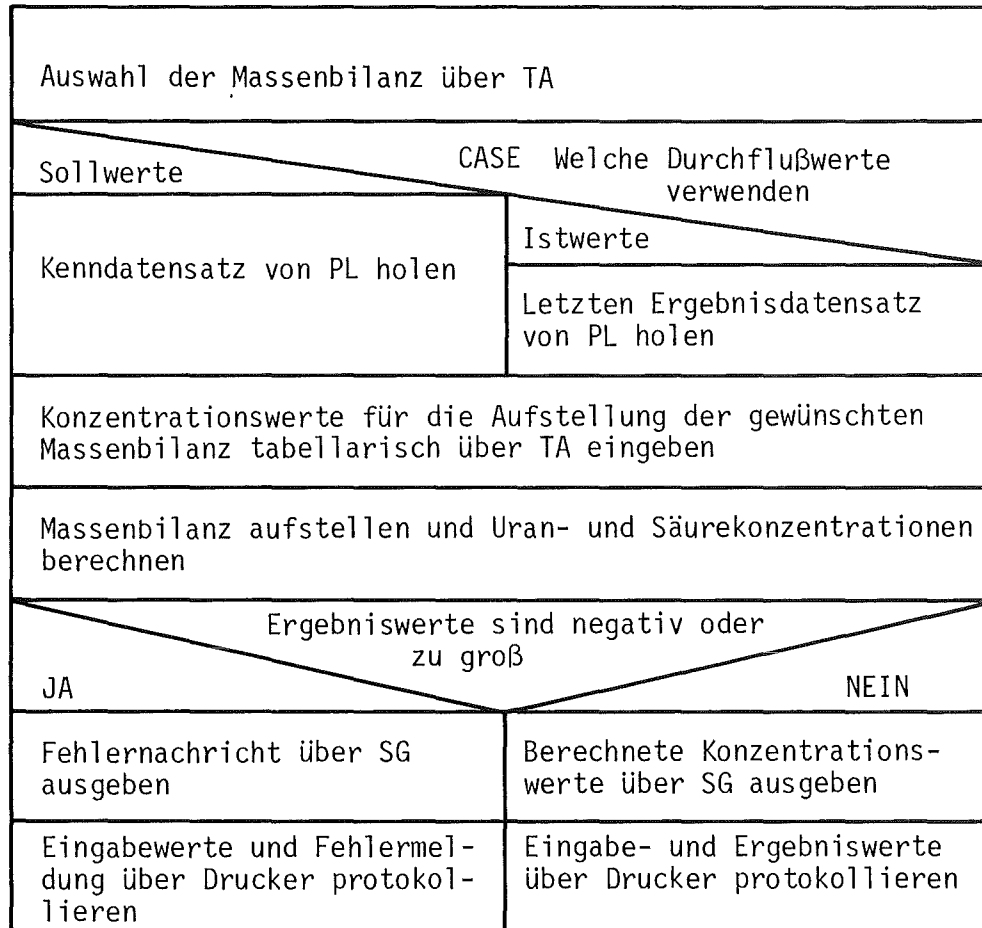 Auswahl der Massenbilanz über TA
CASE Welche Durchflußwerte
verwenden
Sollwerte
Kenndatensatz von PL holen
Istwerte
Letzten Ergebnisdatensatz
von PL holen
Konzentrationswerte für die Aufstellung der gewünschten
Massenbilanz tabellarisch über TA eingeben
Massenbilanz aufstellen und Uran- und Säurekonzentrationen
berechnen
Ergebniswerte sind negativ oder
zu groß
JA
NEIN
Fehlernachricht über SG
ausgeben
Berechnete Konzentrations-
werte über SG ausgeben
Eingabewerte und Fehlermel-
dung über Drucker protokol-
lieren
Eingabe- und Ergebniswerte
über Drucker protokollieren